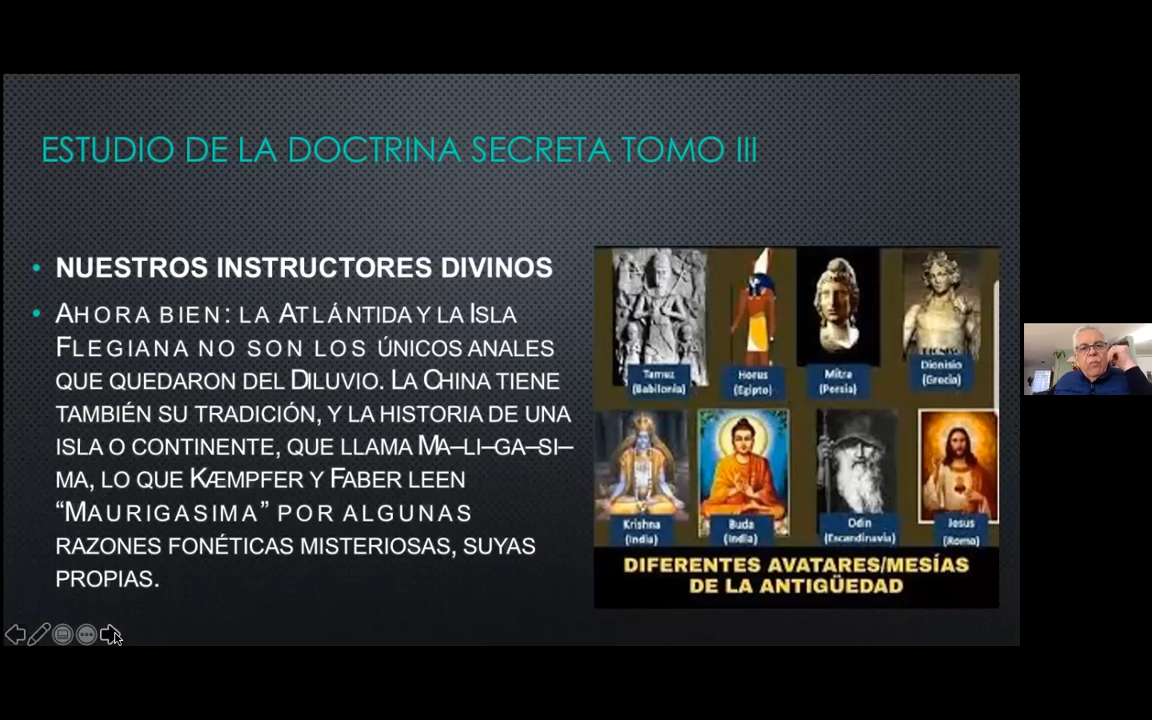 ESTUDIO DE LA DOCTRINA SECRETA TOMO III
• NUESTROS INSTRUCTORES DIVINOS
• AHORA BIEN: LA ATLÁNTIDA Y LA ISLA
FLEGIANA NO SON LOS ÚNICOS ANALES
QUE QUEDARON DEL DILUVIO. LA CHINA TIENE
TAMBIÉN SU TRADICIÓN, Y LA HISTORIA DE UNA
ISLA O CONTINENTE, QUE LLAMA MA–LI–GA–SI–
MA, LO QUE KÆMPFER Y FABER LEEN
“MAURIGASIMA” POR ALGUNAS
RAZONES FONÉTICAS MISTERIOSAS, SUYAS
PROPIAS.
Tamuz
(Babilonia)
Horus
(Egipto)
Mitra
(Persia)
Dionisio
(Grecia)
Krishna
(India)
Buda
(India)
Odin
(Escandinavia)
Jesus
(Roma)
DIFERENTES AVATARES/MESÍAS
DE LA ANTIGÜEDAD